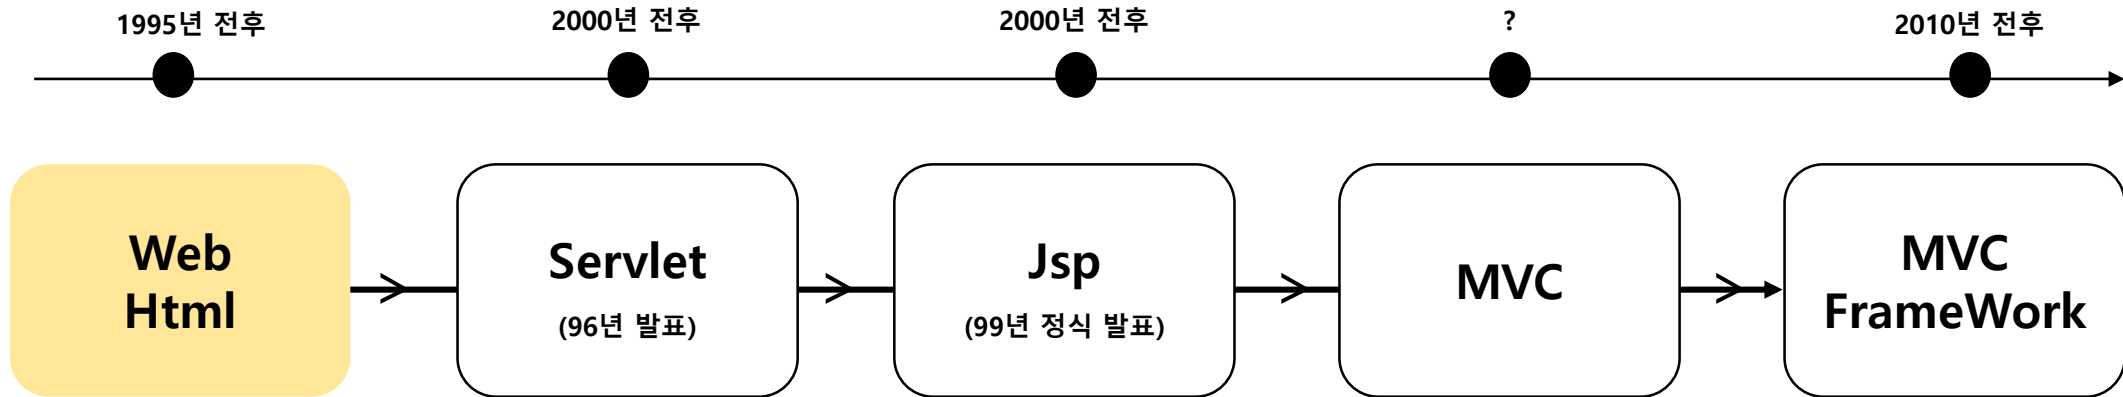 1995년 전후
2000년 전후
2000년 전후
?
2010년 전후
Web
Html
Servlet
(96년 발표)
Jsp
(99년 정식 발표)
MVC
MVC
FrameWork